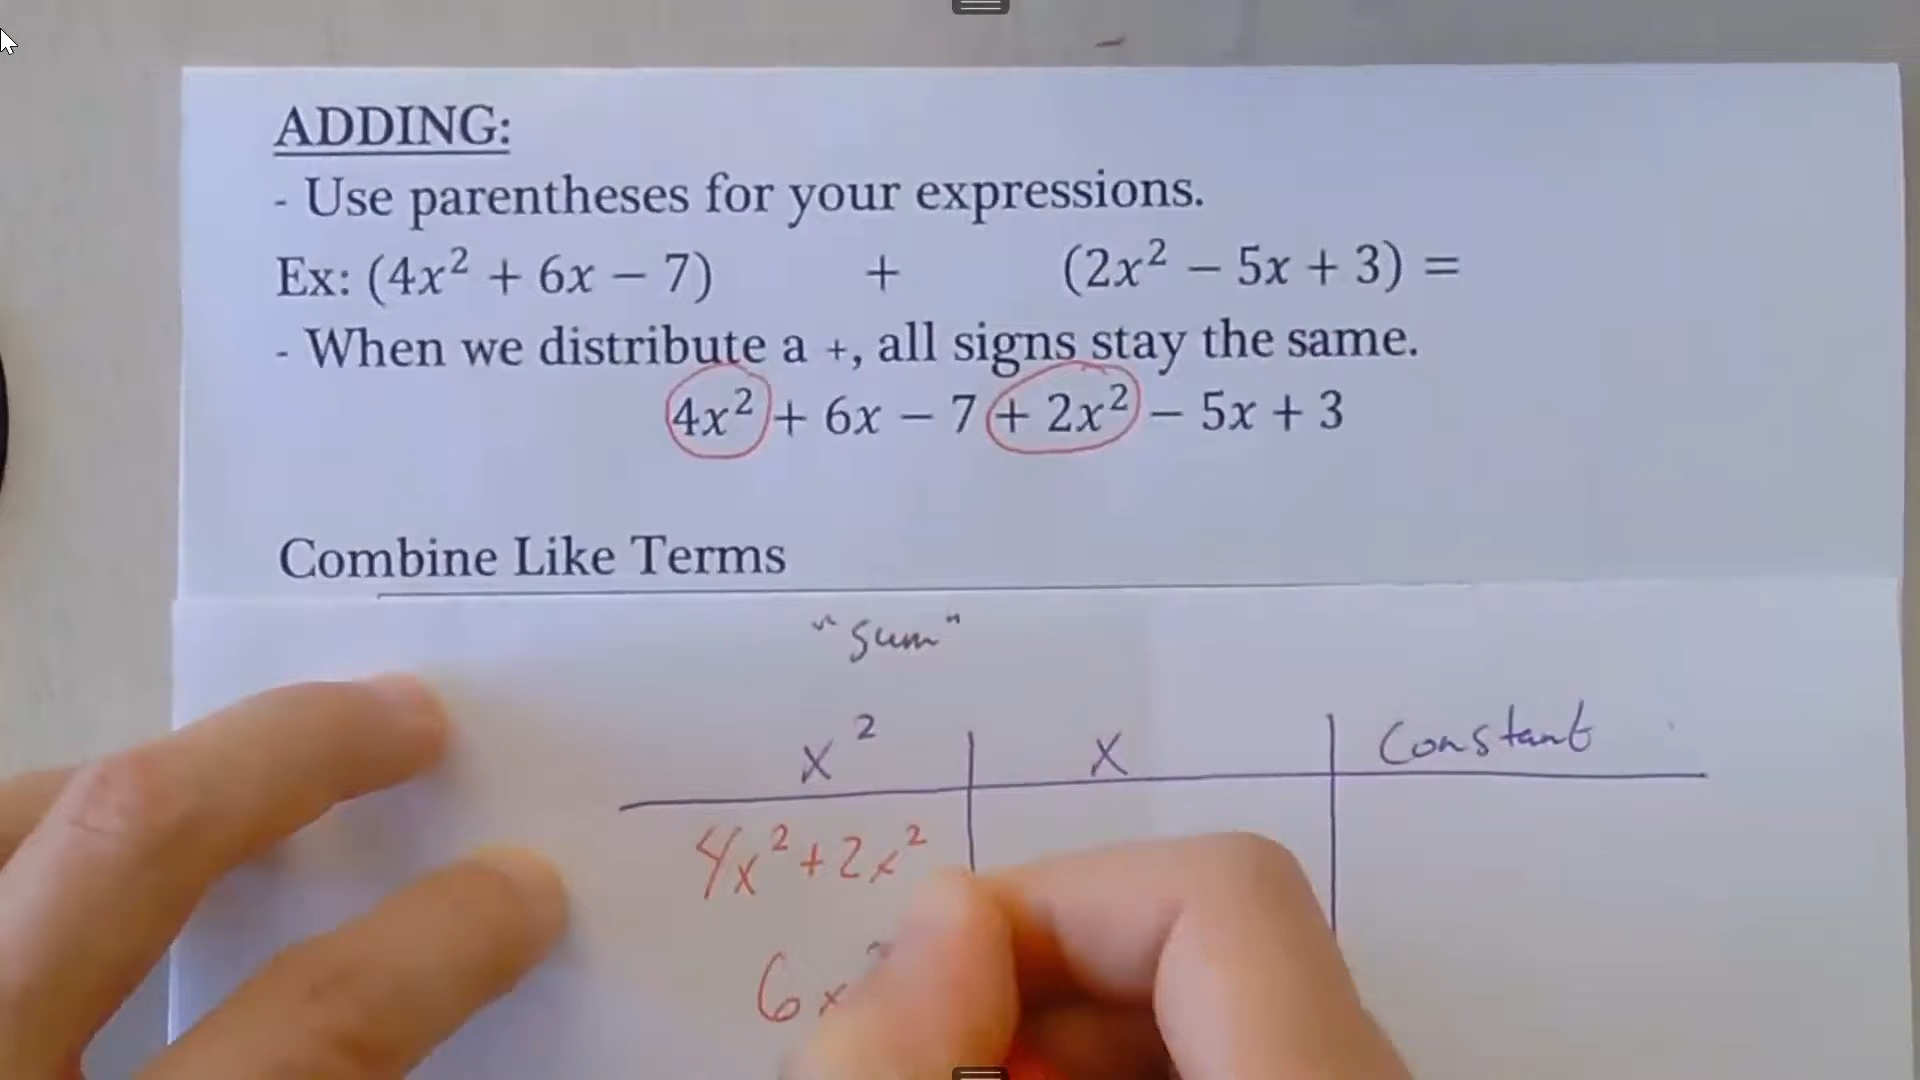 ADDING:
- Use parentheses for your expressions.
Ex: (4x² + 6x − 7) + (2x² − 5x + 3) =
- When we distribute a +, all signs stay the same.
4x² + 6x − 7 + 2x² − 5x + 3
Combine Like Terms
"Sum"
x² x Constant
4x² + 2x²
6x²